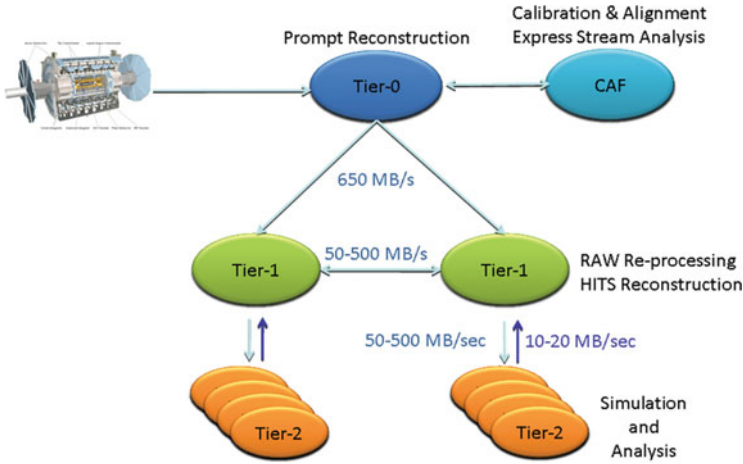 Calibration & Alignment
Express Stream Analysis
Prompt Reconstruction
Tier-0
CAF
650 MB/s
50-500 MB/s
Tier-1
Tier-1
RAW Re-processing
HITS Reconstruction
50-500 MB/sec
10-20 MB/sec
Tier-2
Tier-2
Simulation
and
Analysis